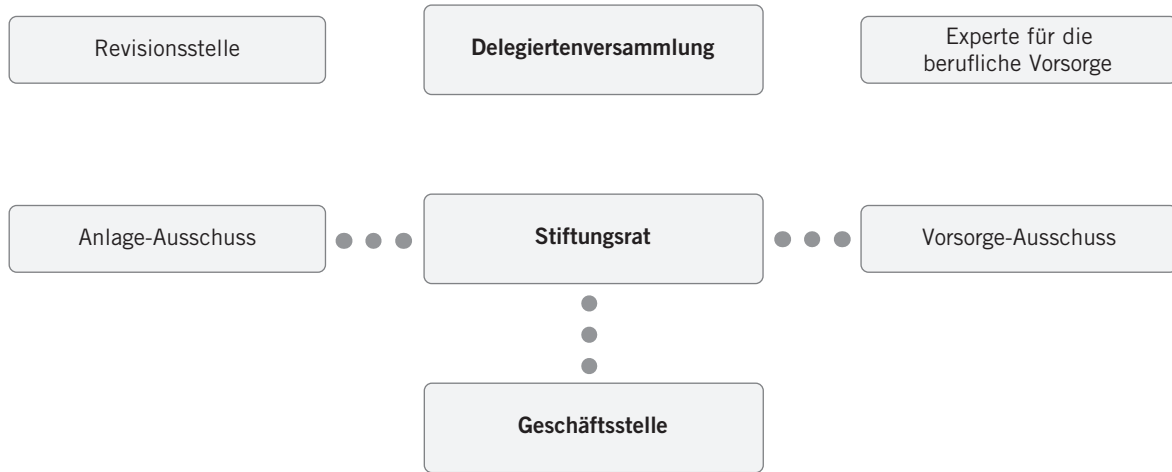 Revisionsstelle
Delegiertenversammlung
Experte für die
berufliche Vorsorge
Anlage-Ausschuss
Stiftungsrat
Vorsorge-Ausschuss
Geschäftsstelle